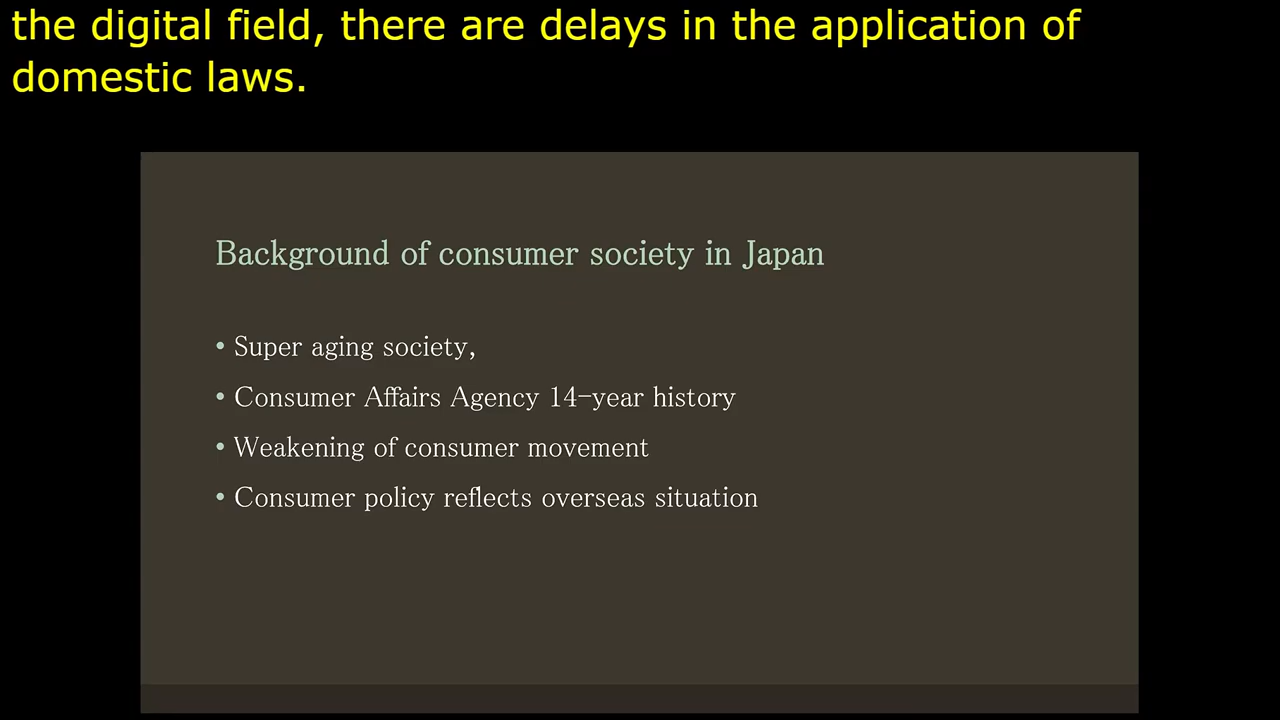 the digital field, there are delays in the application of
domestic laws.
Background of consumer society in Japan
• Super aging society,
• Consumer Affairs Agency 14-year history
• Weakening of consumer movement
• Consumer policy reflects overseas situation